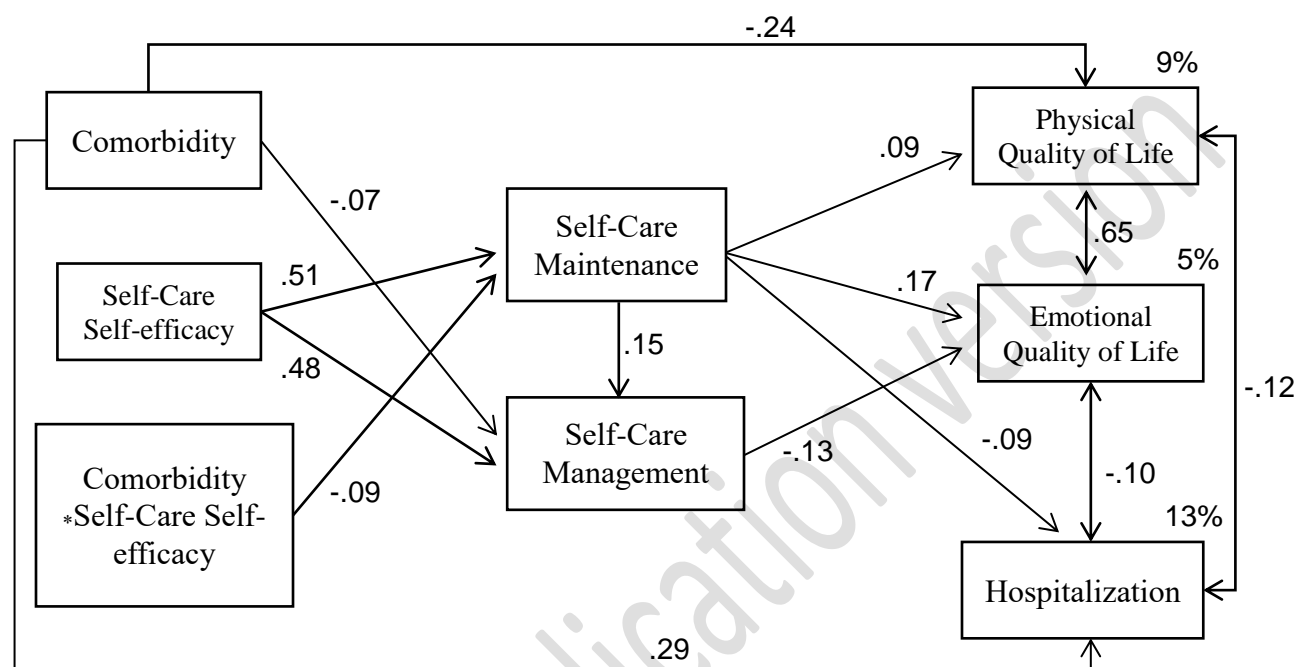 -.24
9%
Comorbidity
Physical
Quality of Life
.09
-.07
Self-Care
Maintenance
.65
.51
.17
5%
Self-Care
Self-efficacy
Emotional
Quality of Life
.15
.48
-.12
Self-Care
Management
-.13
-.09
Comorbidity
*Self-Care Self-
efficacy
-.09
-.10
13%
Hospitalization
.29
lication version